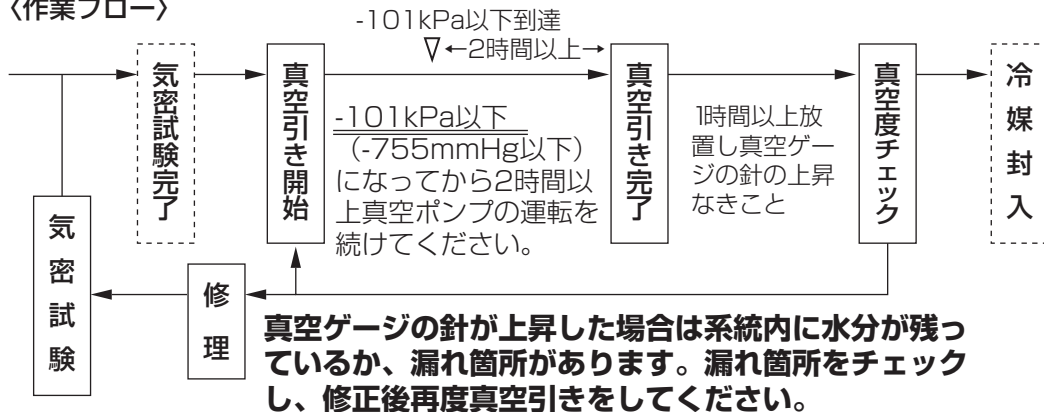 〈作業フロー〉
-101kPa以下到達
▽←2時間以上→
気密試験完了
真空引き開始
-101kPa以下
(-755mmHg以下)
になってから2時間以
上真空ポンプの運転を
続けてください。
真空引き完了
1時間以上放
置し真空ゲー
ジの針の上昇
なきこと
真空度チェック
冷媒封入
気密試験
修理
真空ゲージの針が上昇した場合は系統内に水分が残っ
ているか、漏れ箇所があります。漏れ箇所をチェック
し、修正後再度真空引きをしてください。